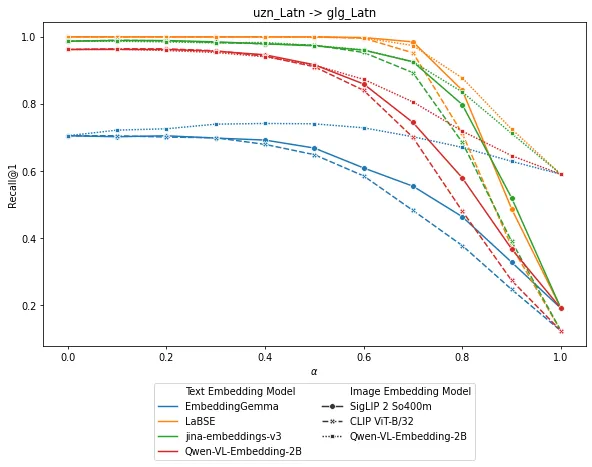 uzn_Latn -> glg_Latn
Recall@1
1.0
0.8
0.6
0.4
0.2
0.0
0.2
0.4
0.6
0.8
1.0
α
Text Embedding Model
EmbeddingGemma
LaBSE
jina-embeddings-v3
Qwen-VL-Embedding-2B
Image Embedding Model
SigLIP 2 So400m
CLIP ViT-B/32
Qwen-VL-Embedding-2B